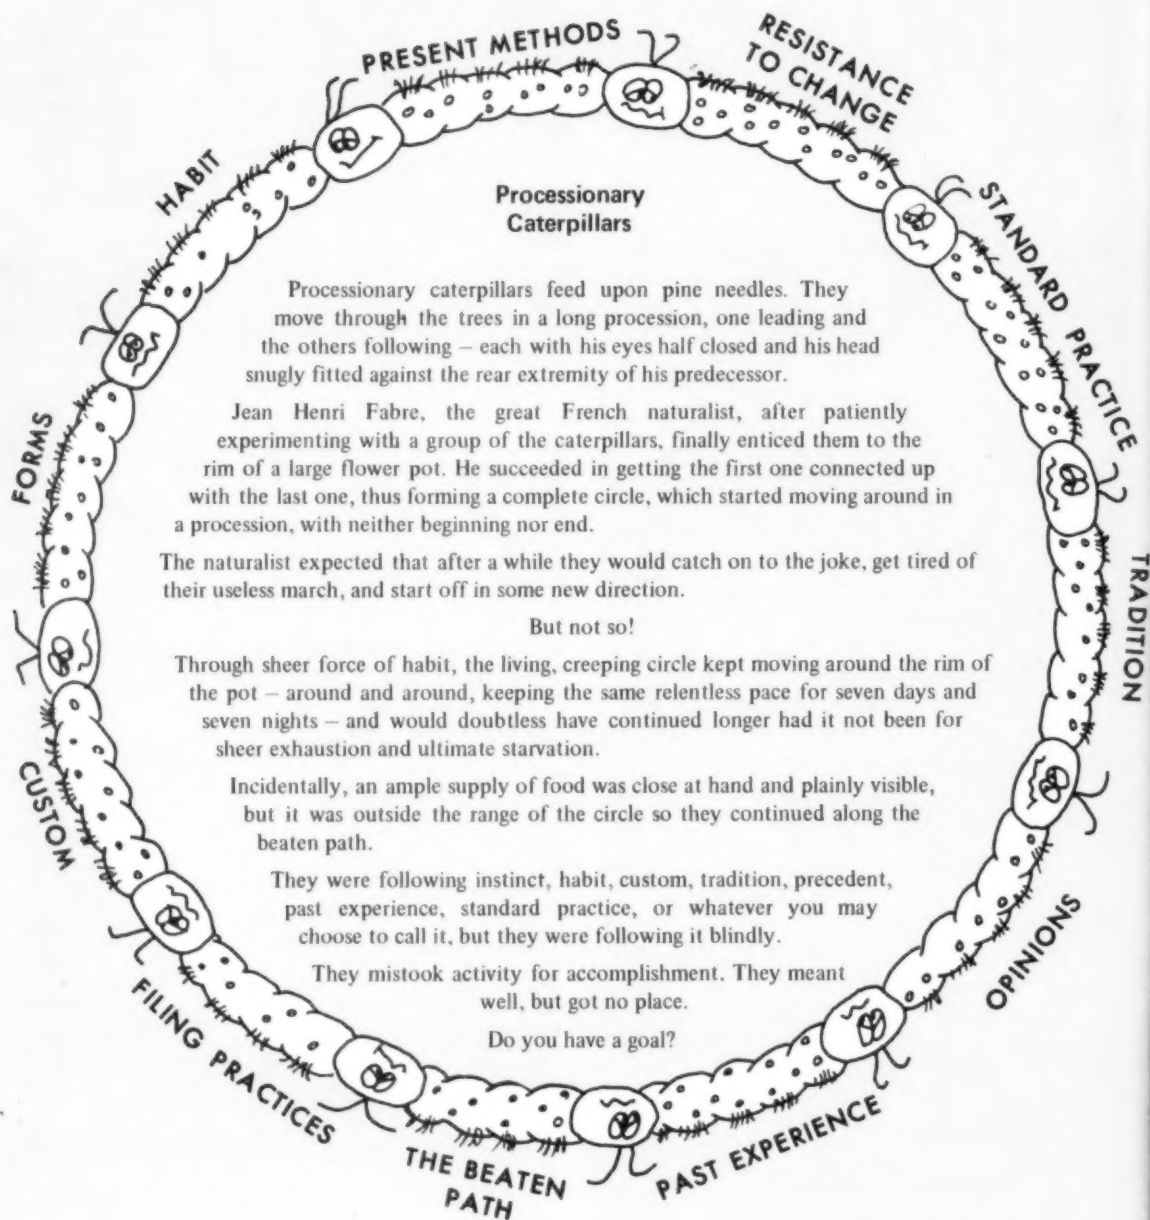 PRESENT METHODS
RESISTANCE
TO CHANGE
STANDARD PRACTICE
TRADITION
OPINIONS
PAST EXPERIENCE
THE BEATEN
PATH
FILING PRACTICES
CUSTOM
FORMS
HABIT
Processionary
Caterpillars
Processionary caterpillars feed upon pine needles. They
move through the trees in a long procession, one leading and
the others following – each with his eyes half closed and his head
snugly fitted against the rear extremity of his predecessor.
Jean Henri Fabre, the great French naturalist, after patiently
experimenting with a group of the caterpillars, finally enticed them to the
rim of a large flower pot. He succeeded in getting the first one connected up
with the last one, thus forming a complete circle, which started moving around in
a procession, with neither beginning nor end.
The naturalist expected that after a while they would catch on to the joke, get tired of
their useless march, and start off in some new direction.
But not so!
Through sheer force of habit, the living, creeping circle kept moving around the rim of
the pot – around and around, keeping the same relentless pace for seven days and
seven nights – and would doubtless have continued longer had it not been for
sheer exhaustion and ultimate starvation.
Incidentally, an ample supply of food was close at hand and plainly visible,
but it was outside the range of the circle so they continued along the
beaten path.
They were following instinct, habit, custom, tradition, precedent,
past experience, standard practice, or whatever you may
choose to call it, but they were following it blindly.
They mistook activity for accomplishment. They meant
well, but got no place.
Do you have a goal?